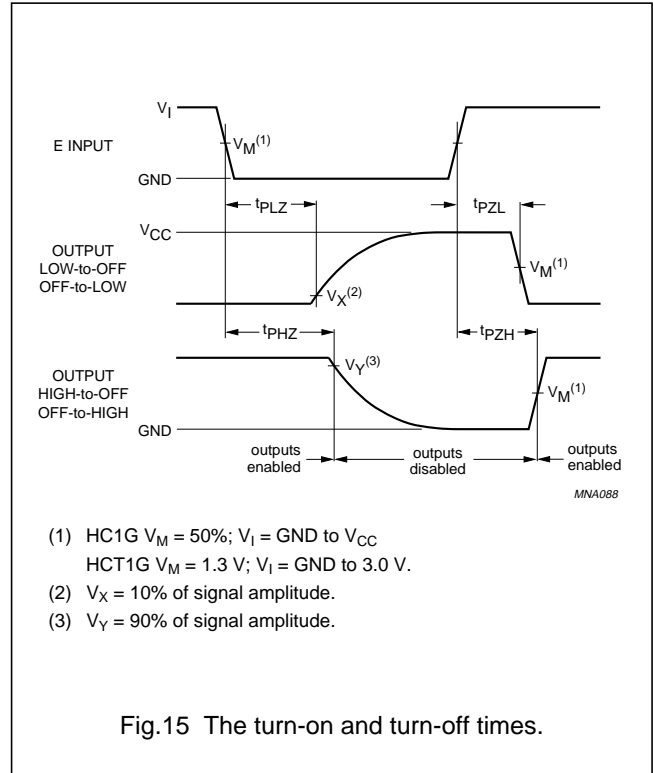 V_I
E INPUT
V_M(1)
GND
t_PLZ
t_PZL
V_CC
OUTPUT
LOW-to-OFF
OFF-to-LOW
V_M(1)
V_X(2)
t_PHZ
t_PZH
V_Y(3)
OUTPUT
HIGH-to-OFF
OFF-to-HIGH
V_M(1)
GND
outputs
enabled
outputs
disabled
outputs
enabled
MNA088
(1) HC1G V_M = 50%; V_I = GND to V_CC
HCT1G V_M = 1.3 V; V_I = GND to 3.0 V.
(2) V_X = 10% of signal amplitude.
(3) V_Y = 90% of signal amplitude.
Fig.15 The turn-on and turn-off times.